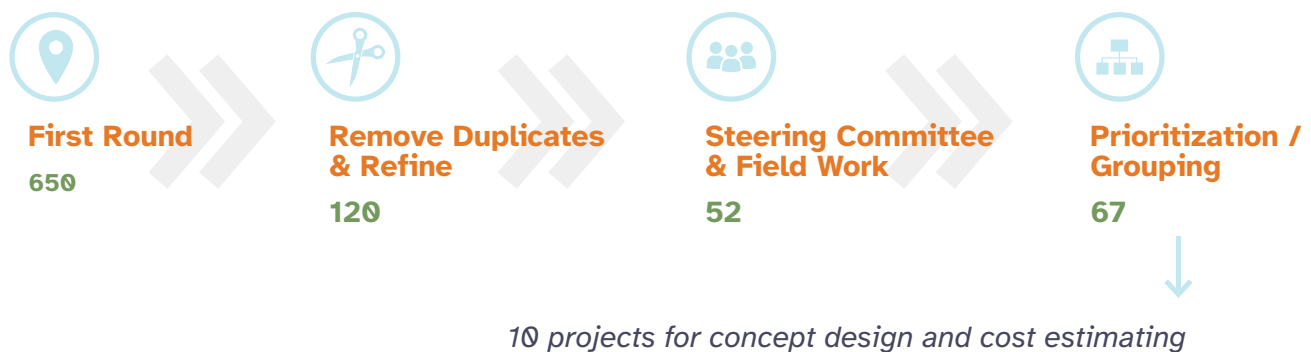 First Round
650
Remove Duplicates
& Refine
120
Steering Committee
& Field Work
52
Prioritization /
Grouping
67
10 projects for concept design and cost estimating